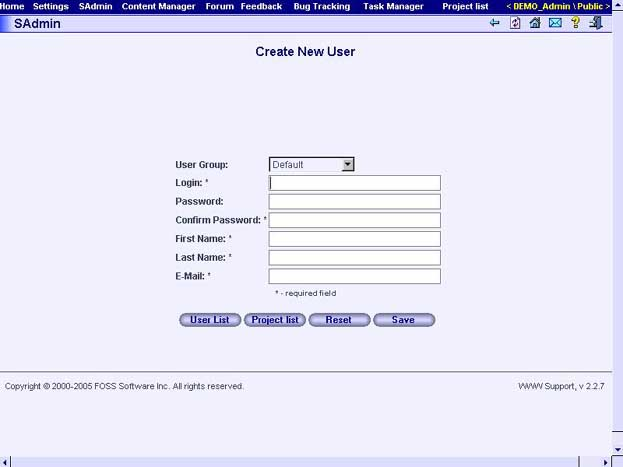 Home Settings SAdmin Content Manager Forum Feedback Bug Tracking Task Manager Project list < DEMO_Admin \ Public >
SAdmin
Create New User
User Group: Default
Login: *
Password:
Confirm Password: *
First Name: *
Last Name: *
E-Mail: *
* - required field
User List Project list Reset Save
Copyright © 2000-2005 FOSS Software Inc. All rights reserved. WWW Support, v 2.2.7